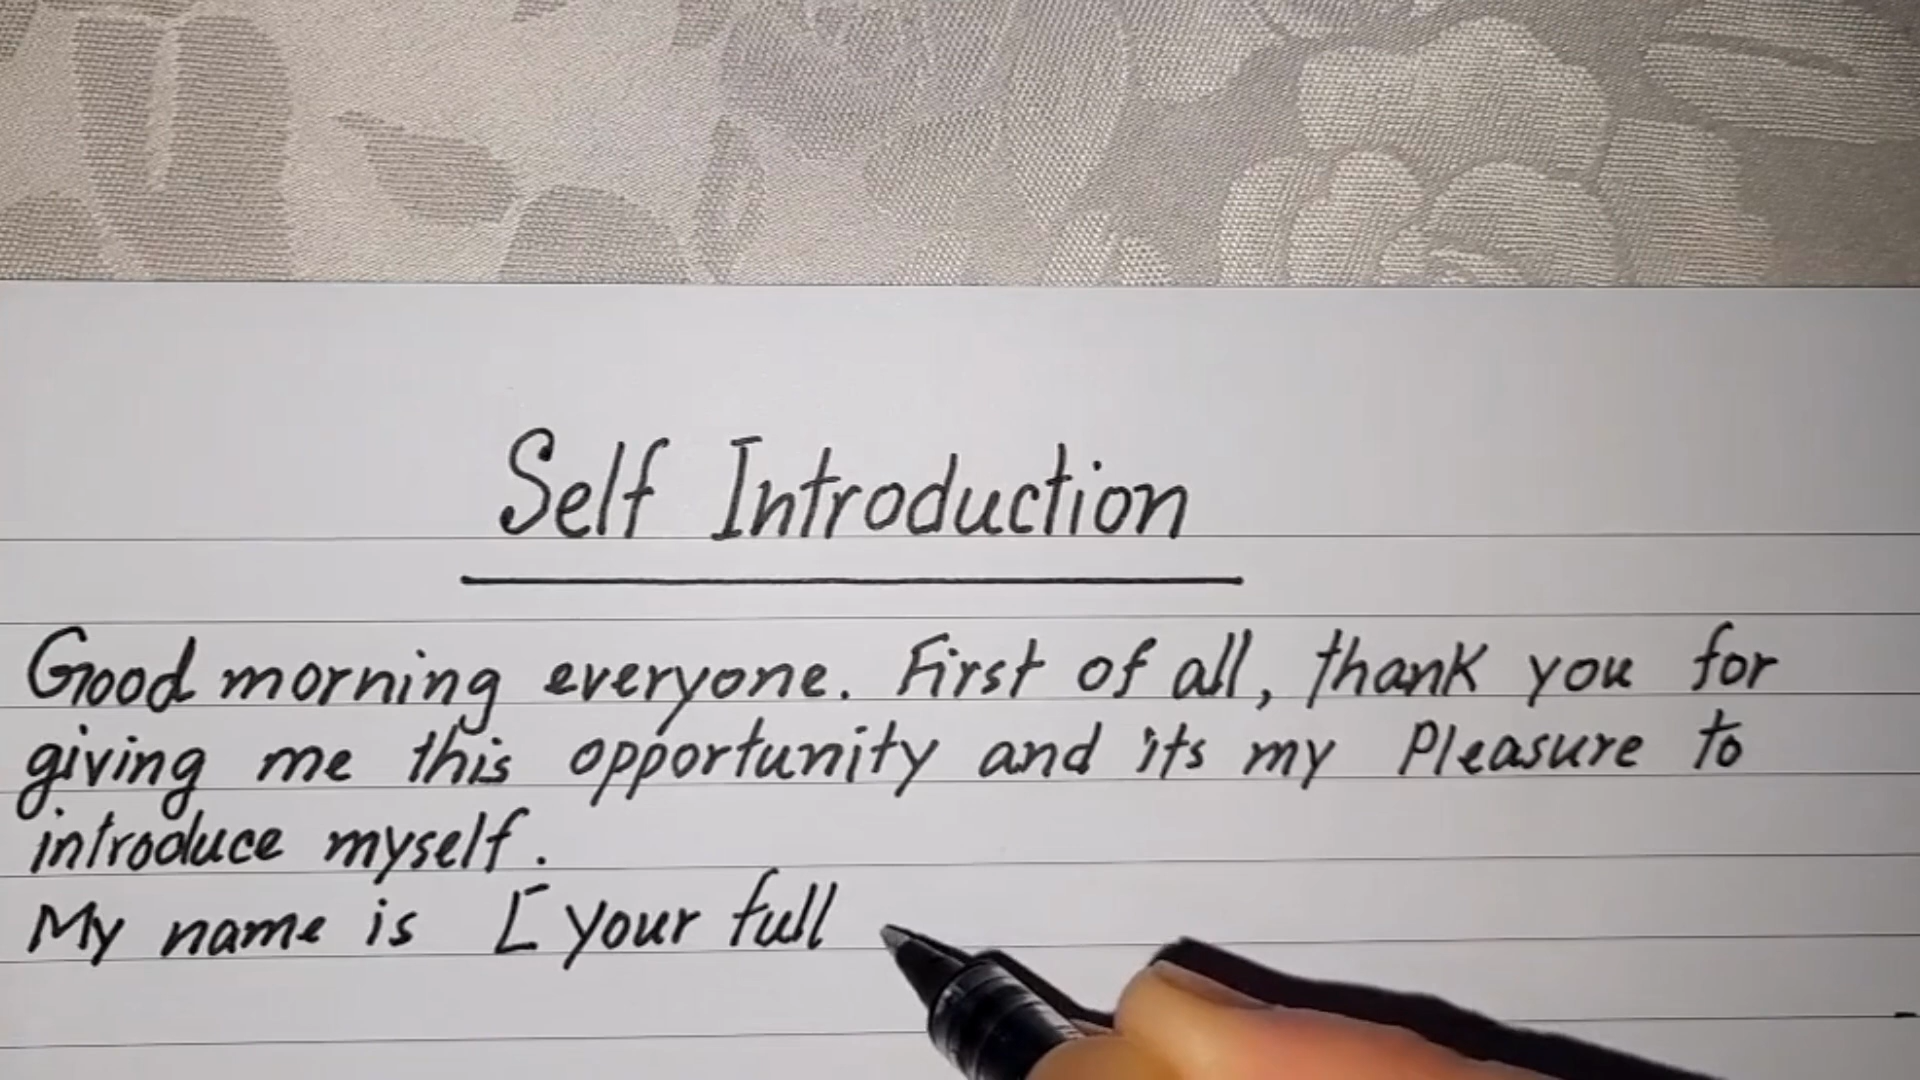 Self Introduction
Good morning everyone. First of all, thank you for
giving me this opportunity and its my Pleasure to
introduce myself.
My name is [your full